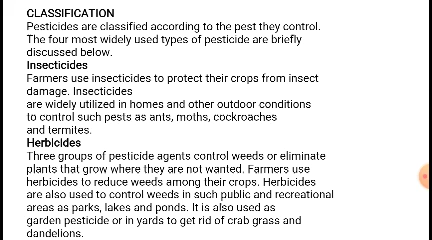 CLASSIFICATION
Pesticides are classified according to the pest they control.
The four most widely used types of pesticide are briefly
discussed below.
Insecticides
Farmers use insecticides to protect their crops from insect
damage. Insecticides
are widely utilized in homes and other outdoor conditions
to control such pests as ants, moths, cockroaches
and termites.
Herbicides
Three groups of pesticide agents control weeds or eliminate
plants that grow where they are not wanted. Farmers use
herbicides to reduce weeds among their crops. Herbicides
are also used to control weeds in such public and recreational
areas as parks, lakes and ponds. It is also used as
garden pesticide or in yards to get rid of crab grass and
dandelions.